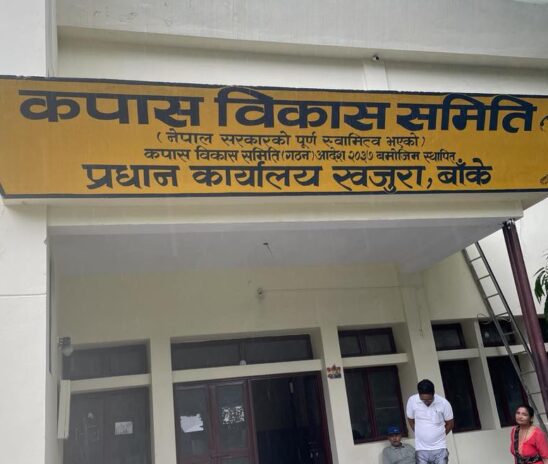 कपास विकास समिति
(नेपाल सरकारको पूर्ण स्वामित्व भएको)
कपास विकास समिति (गठन) आदेश २०३७ बमोजिम स्थापित
प्रधान कार्यालय खजुरा, बाँके